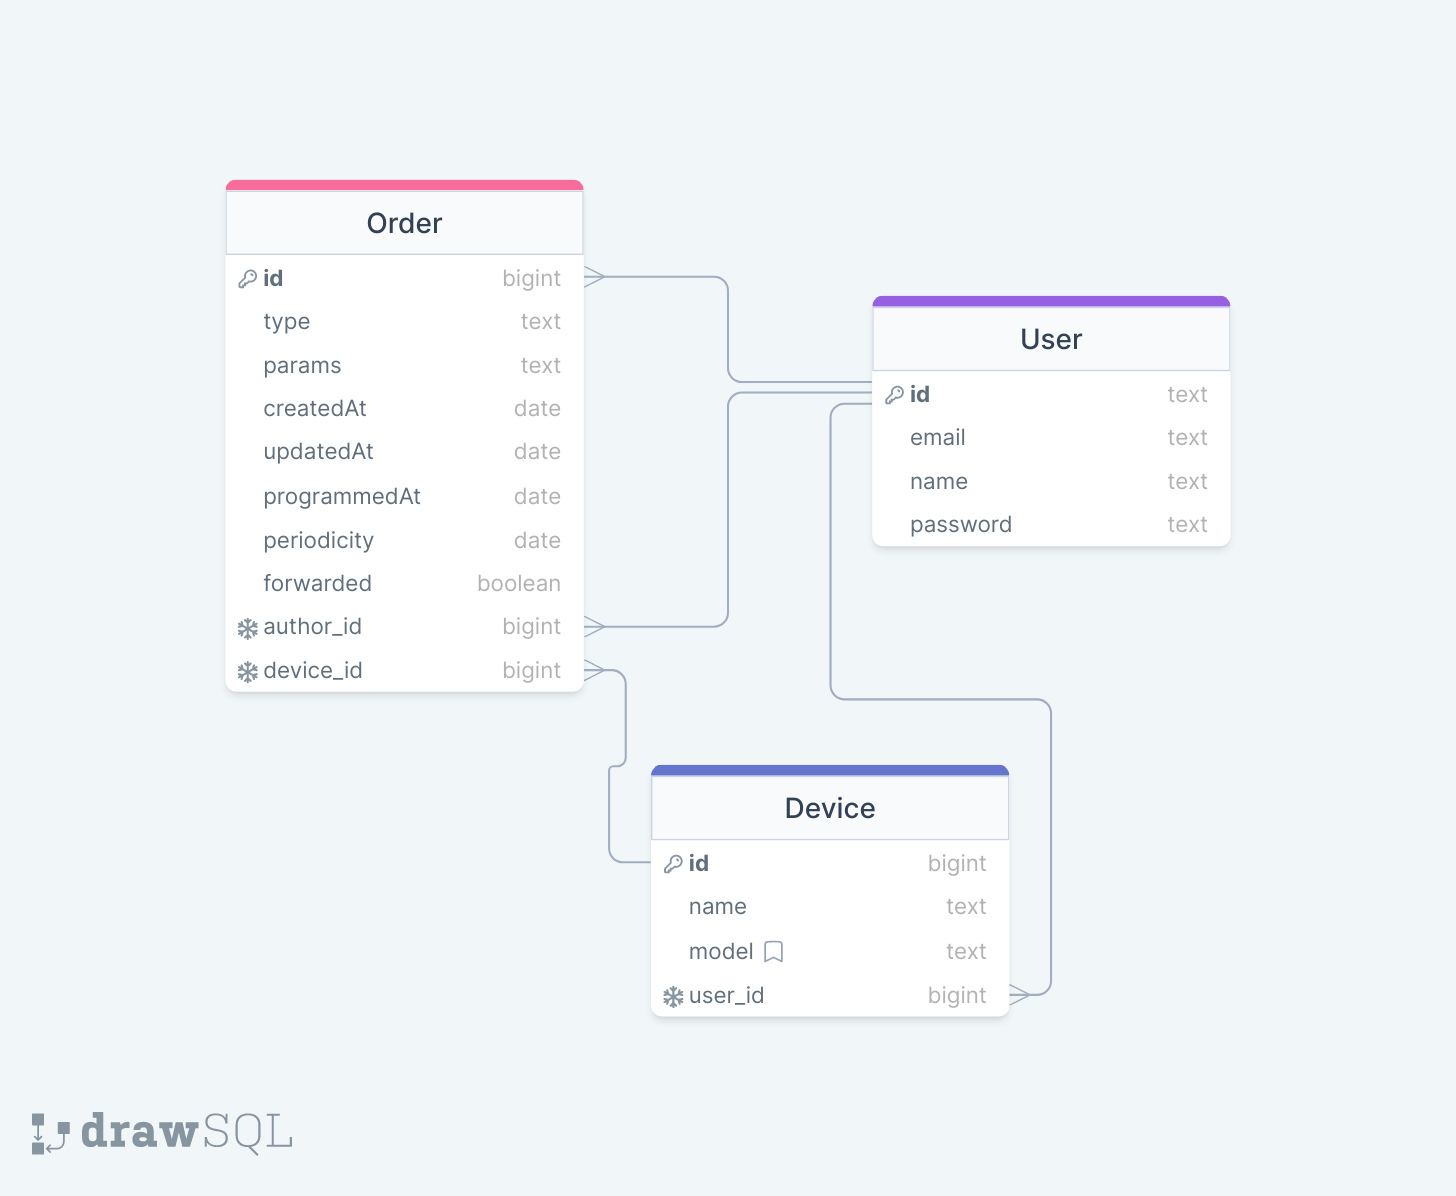 Order
id bigint
type text
params text
createdAt date
updatedAt date
programmedAt date
periodicity date
forwarded boolean
author_id bigint
device_id bigint
User
id text
email text
name text
password text
Device
id bigint
name text
model text
user_id bigint
drawSQL